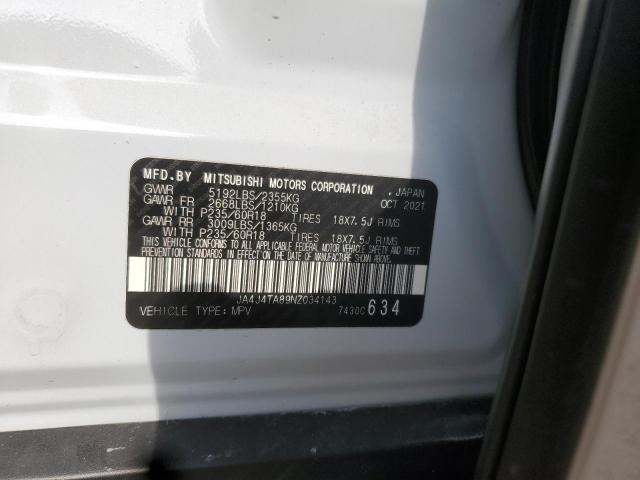 MFD.BY MITSUBISHI MOTORS CORPORATION , JAPAN
GVWR 5192LBS/2355KG OCT 2021
GAWR FR 2668LBS/1210KG
WITH P235/60R18 TIRES 18X7.5J RIMS
GAWR RR 3009LBS/1365KG
WITH P235/60R18 TIRES 18X7.5J RIMS
THIS VEHICLE CONFORMS TO ALL APPLICABLE FEDERAL MOTOR VEHICLE SAFETY BUMPER AND THEFT
PREVENTION STANDARDS IN EFFECT ON THE DATE OF MANUFACTURE SHOWN ABOVE.
JA4J4TA89NZ034143
VEHICLE TYPE: MPV 7430C 634